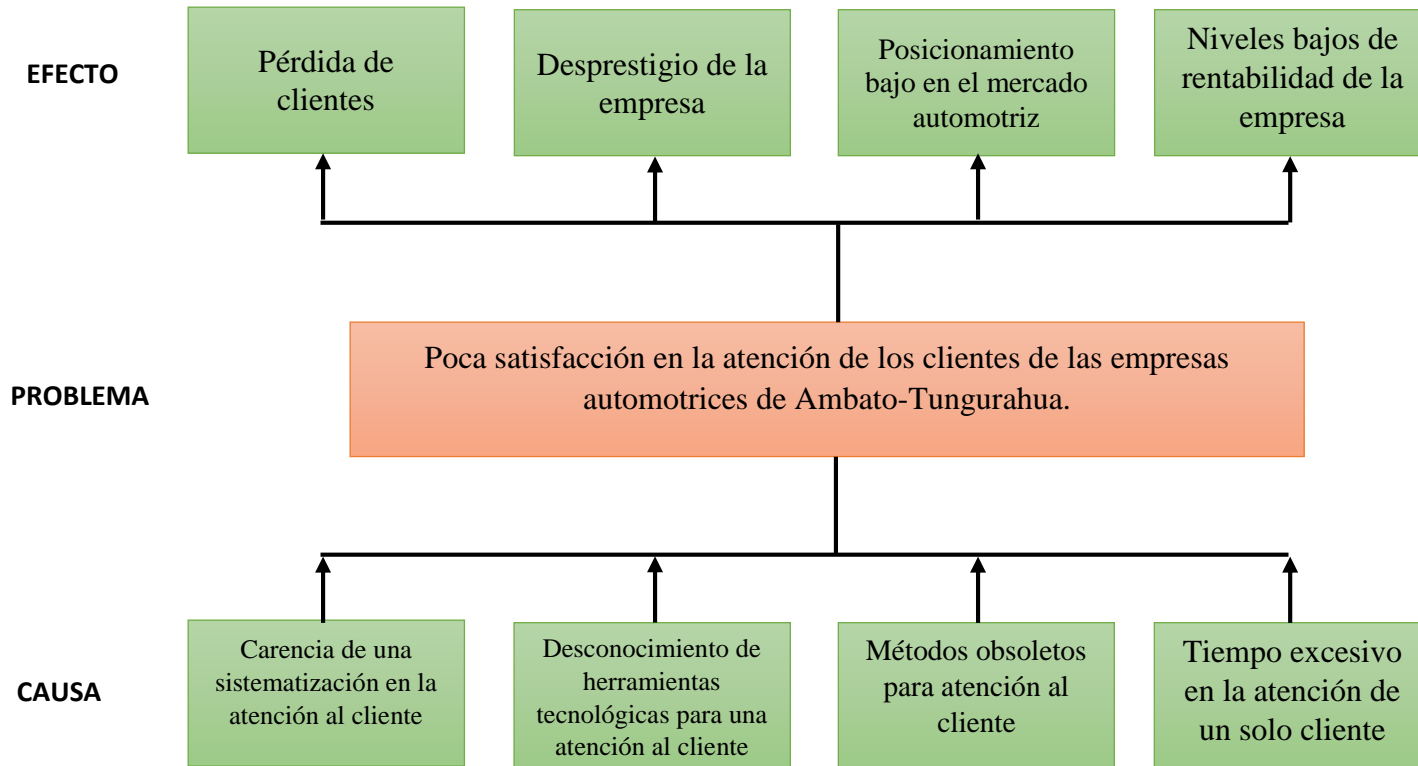 EFECTO
Pérdida de
clientes
Desprestigio de la
empresa
Posicionamiento
bajo en el mercado
automotriz
Niveles bajos de
rentabilidad de la
empresa
PROBLEMA
Poca satisfacción en la atención de los clientes de las empresas
automotrices de Ambato-Tungurahua.
CAUSA
Carencia de una
sistematización en la
atención al cliente
Desconocimiento de
herramientas
tecnológicas para una
atención al cliente
Métodos obsoletos
para atención al
cliente
Tiempo excesivo
en la atención de
un solo cliente